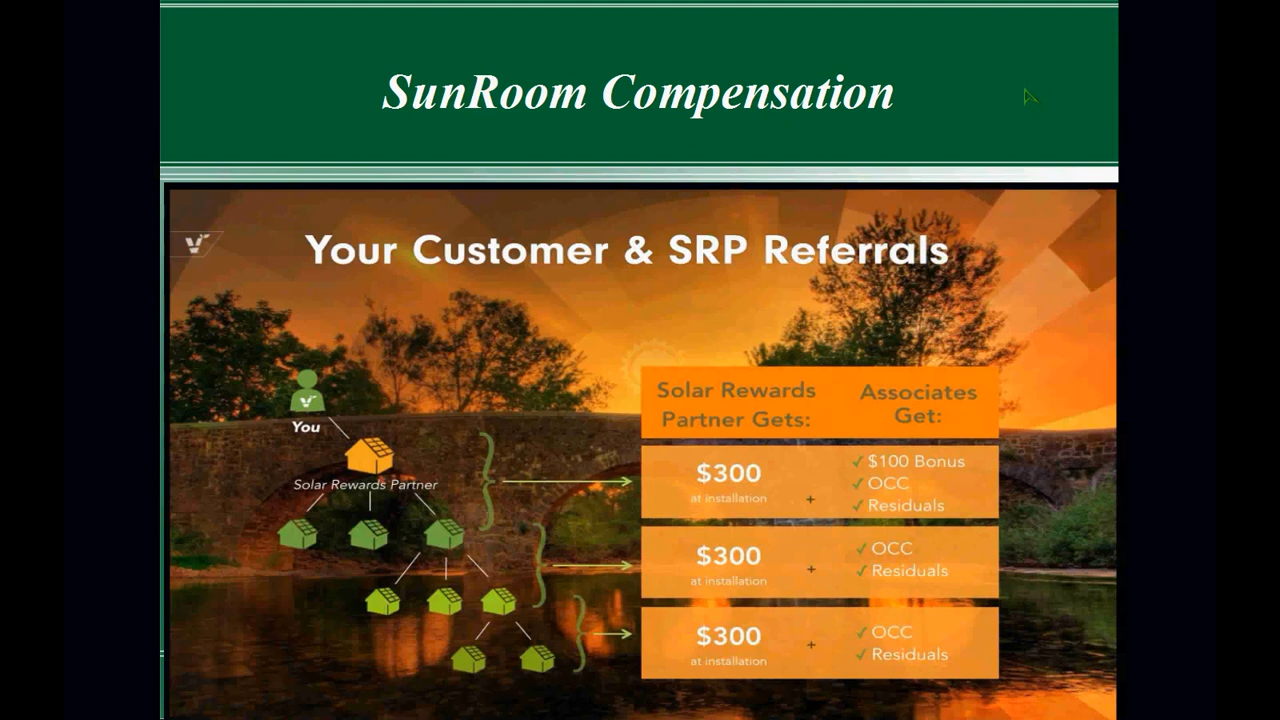 SunRoom Compensation
Your Customer & SRP Referrals
You
Solar Rewards Partner
Solar Rewards
Partner Gets:
Associates
Get:
$300
at installation
+
✓ $100 Bonus
✓ OCC
✓ Residuals
$300
at installation
+
✓ OCC
✓ Residuals
$300
at installation
+
✓ OCC
✓ Residuals